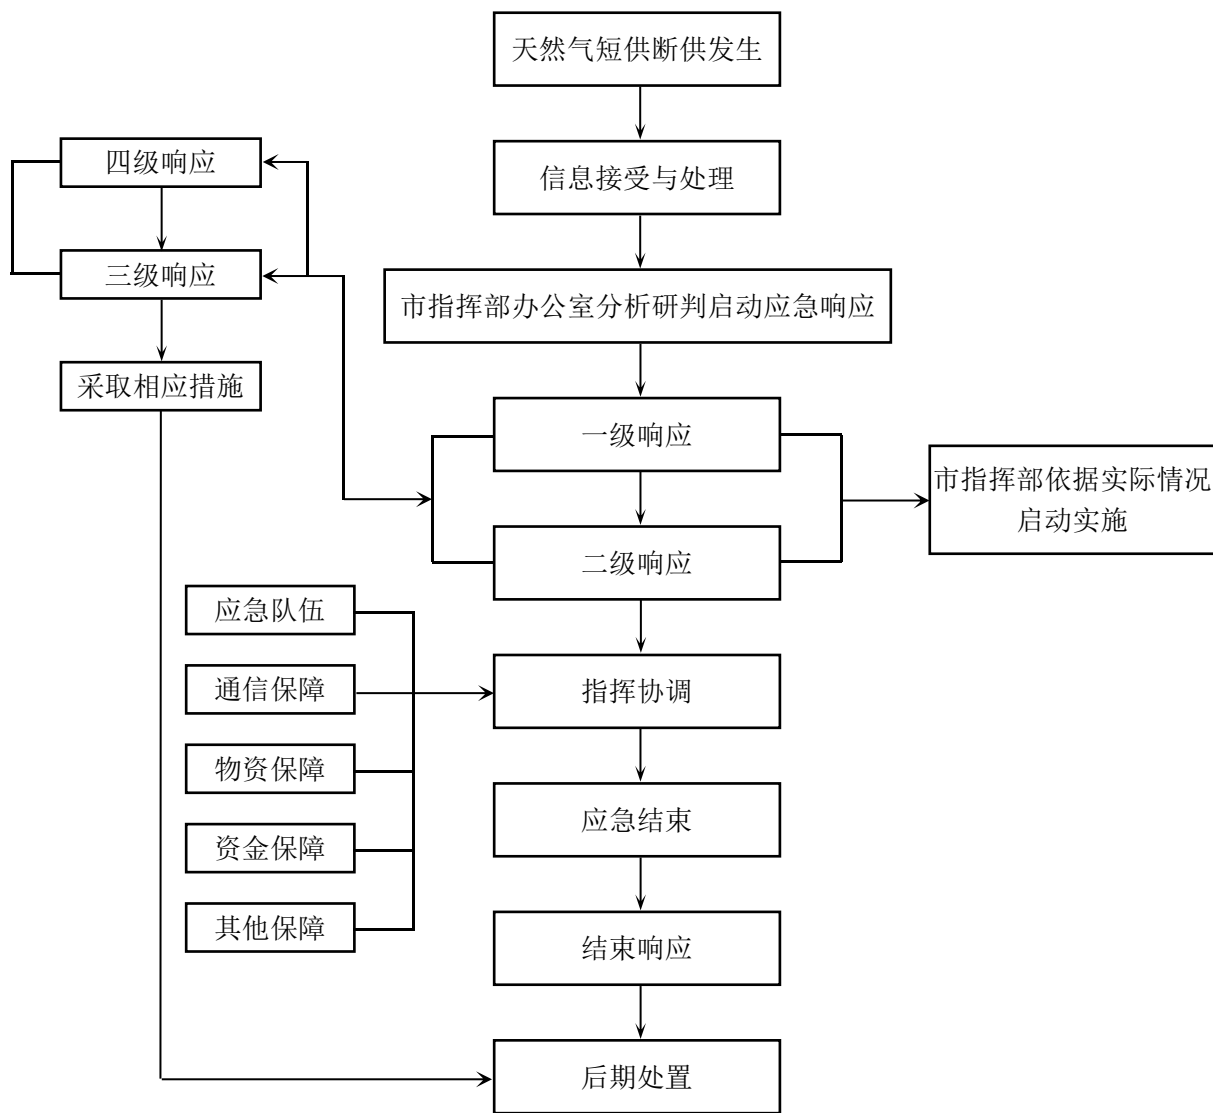 天然气短供断供发生
信息接受与处理
四级响应
三级响应
市指挥部办公室分析研判启动应急响应
采取相应措施
一级响应
市指挥部依据实际情况
启动实施
二级响应
应急队伍
通信保障
指挥协调
物资保障
应急结束
资金保障
其他保障
结束响应
后期处置